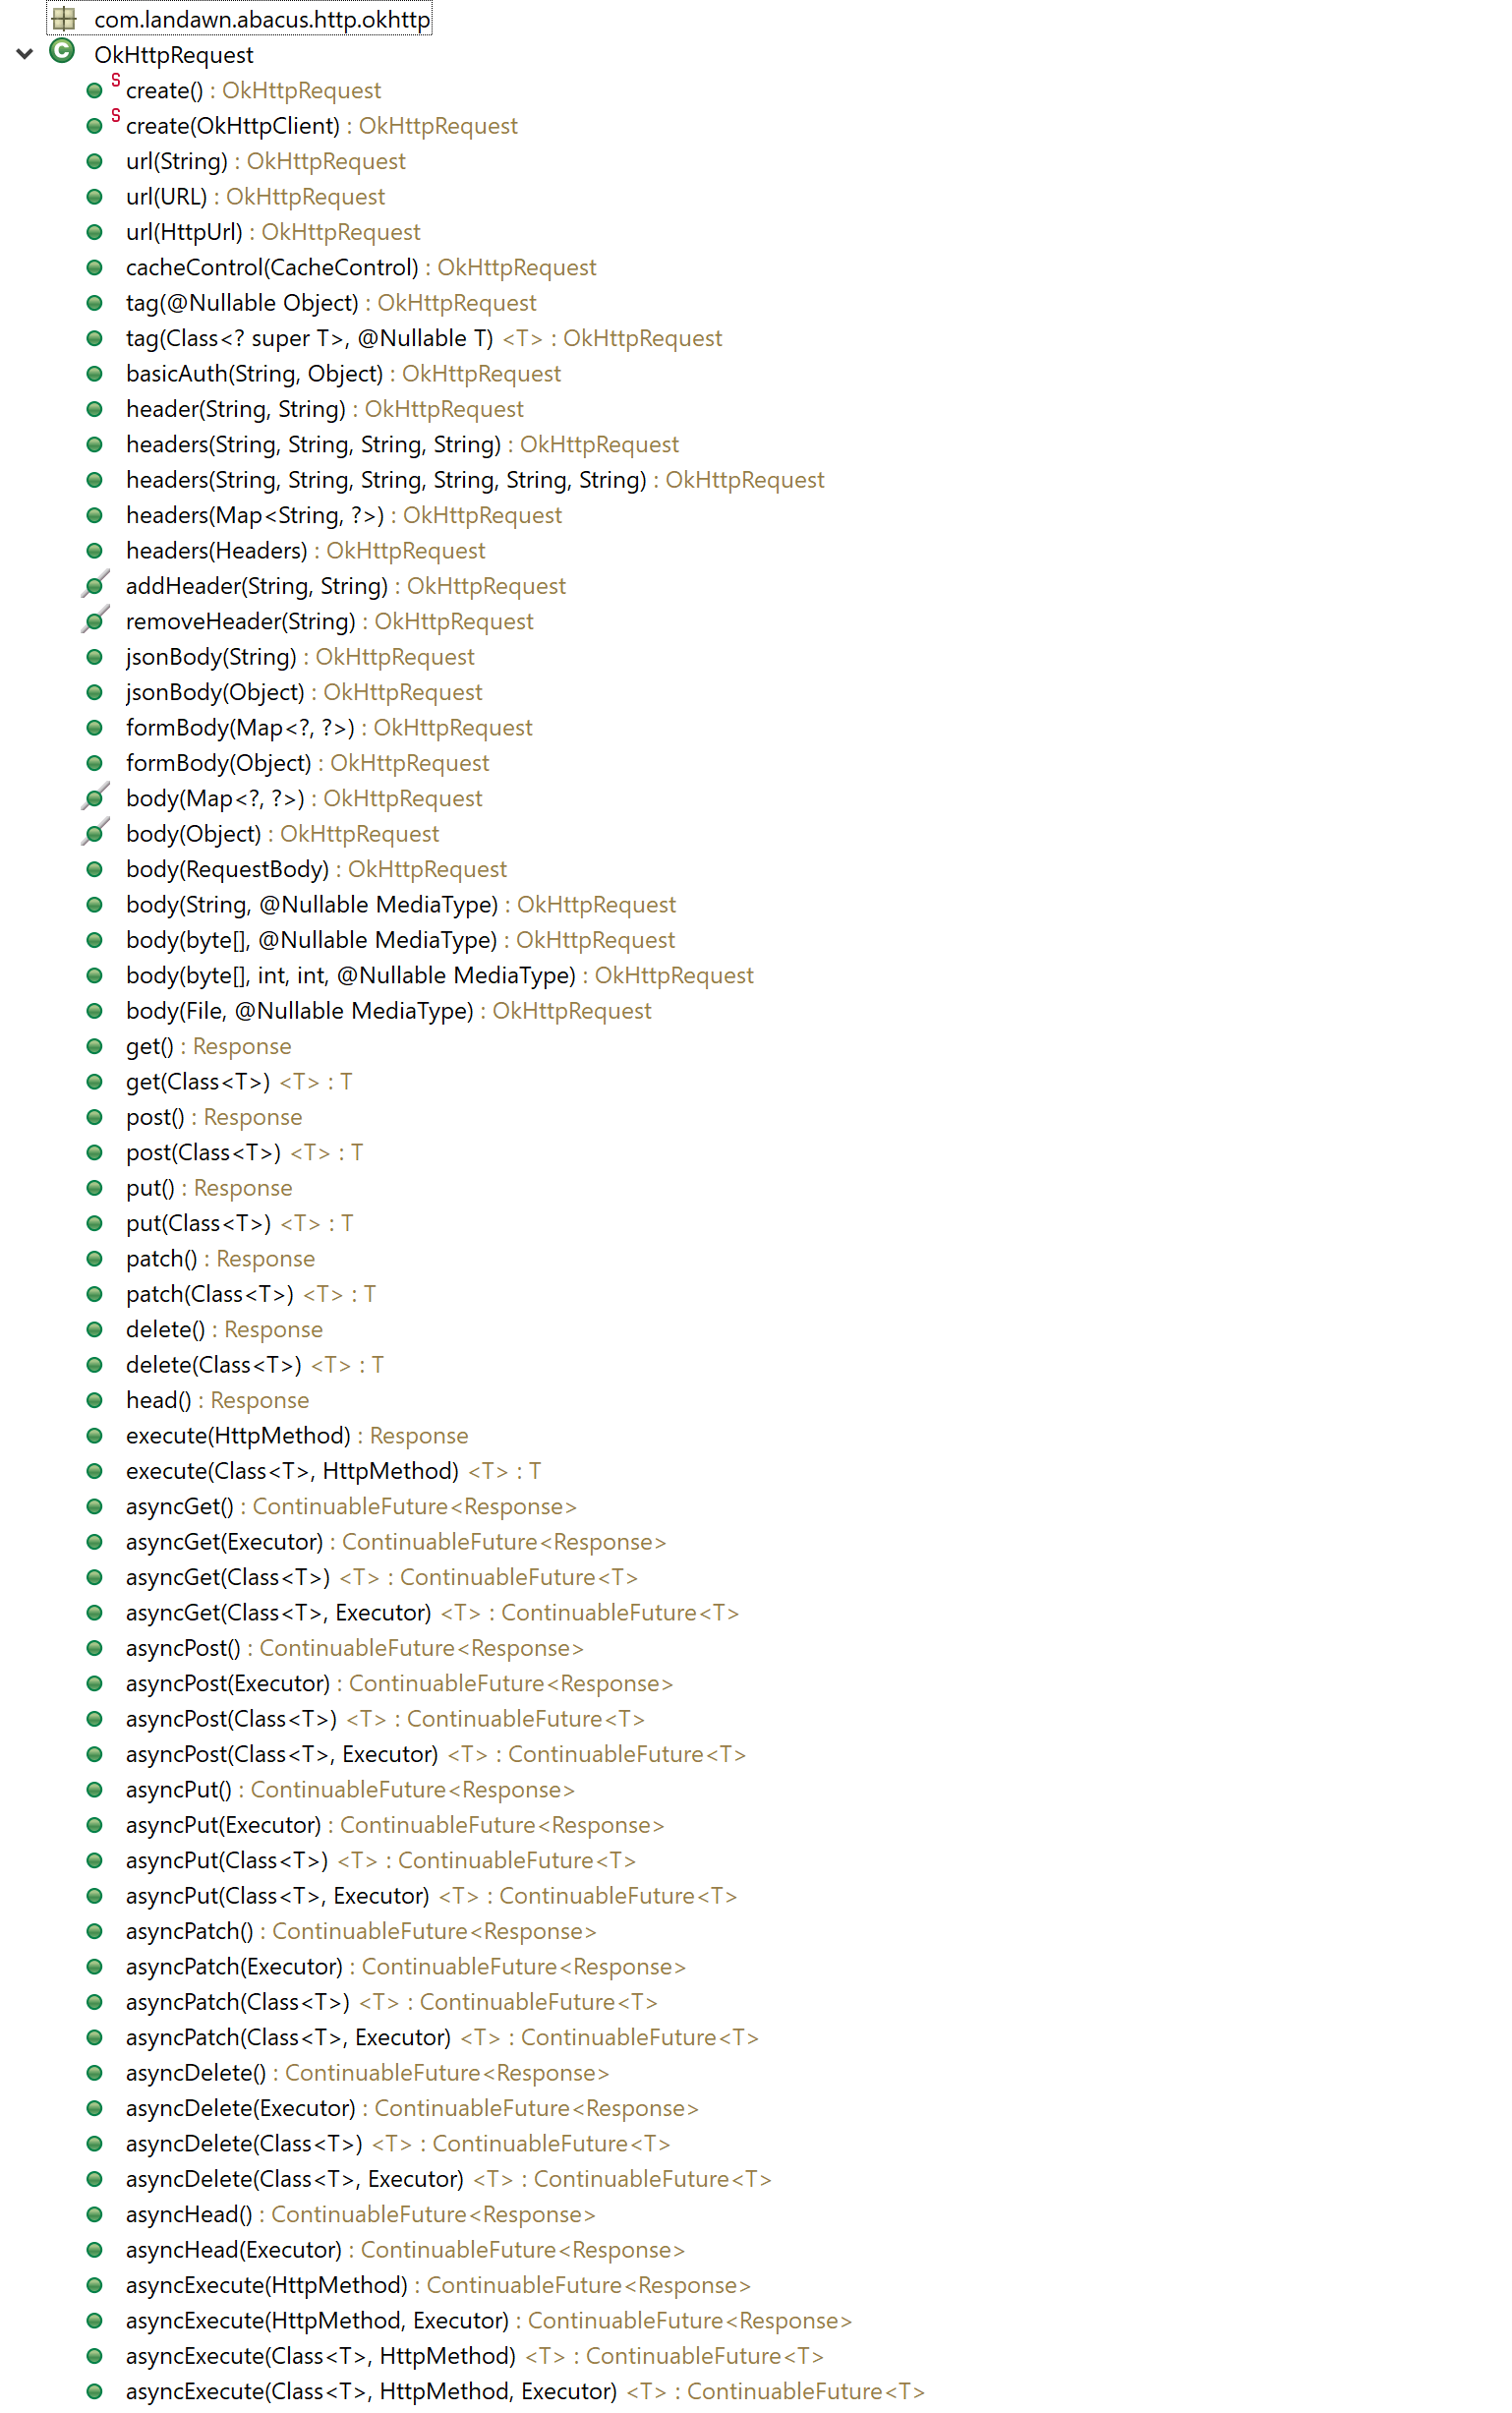 com.landawn.abacus.http.okhttp
OkHttpRequest
S create() : OkHttpRequest
S create(OkHttpClient) : OkHttpRequest
url(String) : OkHttpRequest
url(URL) : OkHttpRequest
url(HttpUrl) : OkHttpRequest
cacheControl(CacheControl) : OkHttpRequest
tag(@Nullable Object) : OkHttpRequest
tag(Class<? super T>, @Nullable T) <T> : OkHttpRequest
basicAuth(String, Object) : OkHttpRequest
header(String, String) : OkHttpRequest
headers(String, String, String, String) : OkHttpRequest
headers(String, String, String, String, String, String) : OkHttpRequest
headers(Map<String, ?>) : OkHttpRequest
headers(Headers) : OkHttpRequest
addHeader(String, String) : OkHttpRequest
removeHeader(String) : OkHttpRequest
jsonBody(String) : OkHttpRequest
jsonBody(Object) : OkHttpRequest
formBody(Map<?, ?>) : OkHttpRequest
formBody(Object) : OkHttpRequest
body(Map<?, ?>) : OkHttpRequest
body(Object) : OkHttpRequest
body(RequestBody) : OkHttpRequest
body(String, @Nullable MediaType) : OkHttpRequest
body(byte[], @Nullable MediaType) : OkHttpRequest
body(byte[], int, int, @Nullable MediaType) : OkHttpRequest
body(File, @Nullable MediaType) : OkHttpRequest
get() : Response
get(Class<T>) <T> : T
post() : Response
post(Class<T>) <T> : T
put() : Response
put(Class<T>) <T> : T
patch() : Response
patch(Class<T>) <T> : T
delete() : Response
delete(Class<T>) <T> : T
head() : Response
execute(HttpMethod) : Response
execute(Class<T>, HttpMethod) <T> : T
asyncGet() : ContinuableFuture<Response>
asyncGet(Executor) : ContinuableFuture<Response>
asyncGet(Class<T>) <T> : ContinuableFuture<T>
asyncGet(Class<T>, Executor) <T> : ContinuableFuture<T>
asyncPost() : ContinuableFuture<Response>
asyncPost(Executor) : ContinuableFuture<Response>
asyncPost(Class<T>) <T> : ContinuableFuture<T>
asyncPost(Class<T>, Executor) <T> : ContinuableFuture<T>
asyncPut() : ContinuableFuture<Response>
asyncPut(Executor) : ContinuableFuture<Response>
asyncPut(Class<T>) <T> : ContinuableFuture<T>
asyncPut(Class<T>, Executor) <T> : ContinuableFuture<T>
asyncPatch() : ContinuableFuture<Response>
asyncPatch(Executor) : ContinuableFuture<Response>
asyncPatch(Class<T>) <T> : ContinuableFuture<T>
asyncPatch(Class<T>, Executor) <T> : ContinuableFuture<T>
asyncDelete() : ContinuableFuture<Response>
asyncDelete(Executor) : ContinuableFuture<Response>
asyncDelete(Class<T>) <T> : ContinuableFuture<T>
asyncDelete(Class<T>, Executor) <T> : ContinuableFuture<T>
asyncHead() : ContinuableFuture<Response>
asyncHead(Executor) : ContinuableFuture<Response>
asyncExecute(HttpMethod) : ContinuableFuture<Response>
asyncExecute(HttpMethod, Executor) : ContinuableFuture<Response>
asyncExecute(Class<T>, HttpMethod) <T> : ContinuableFuture<T>
asyncExecute(Class<T>, HttpMethod, Executor) <T> : ContinuableFuture<T>